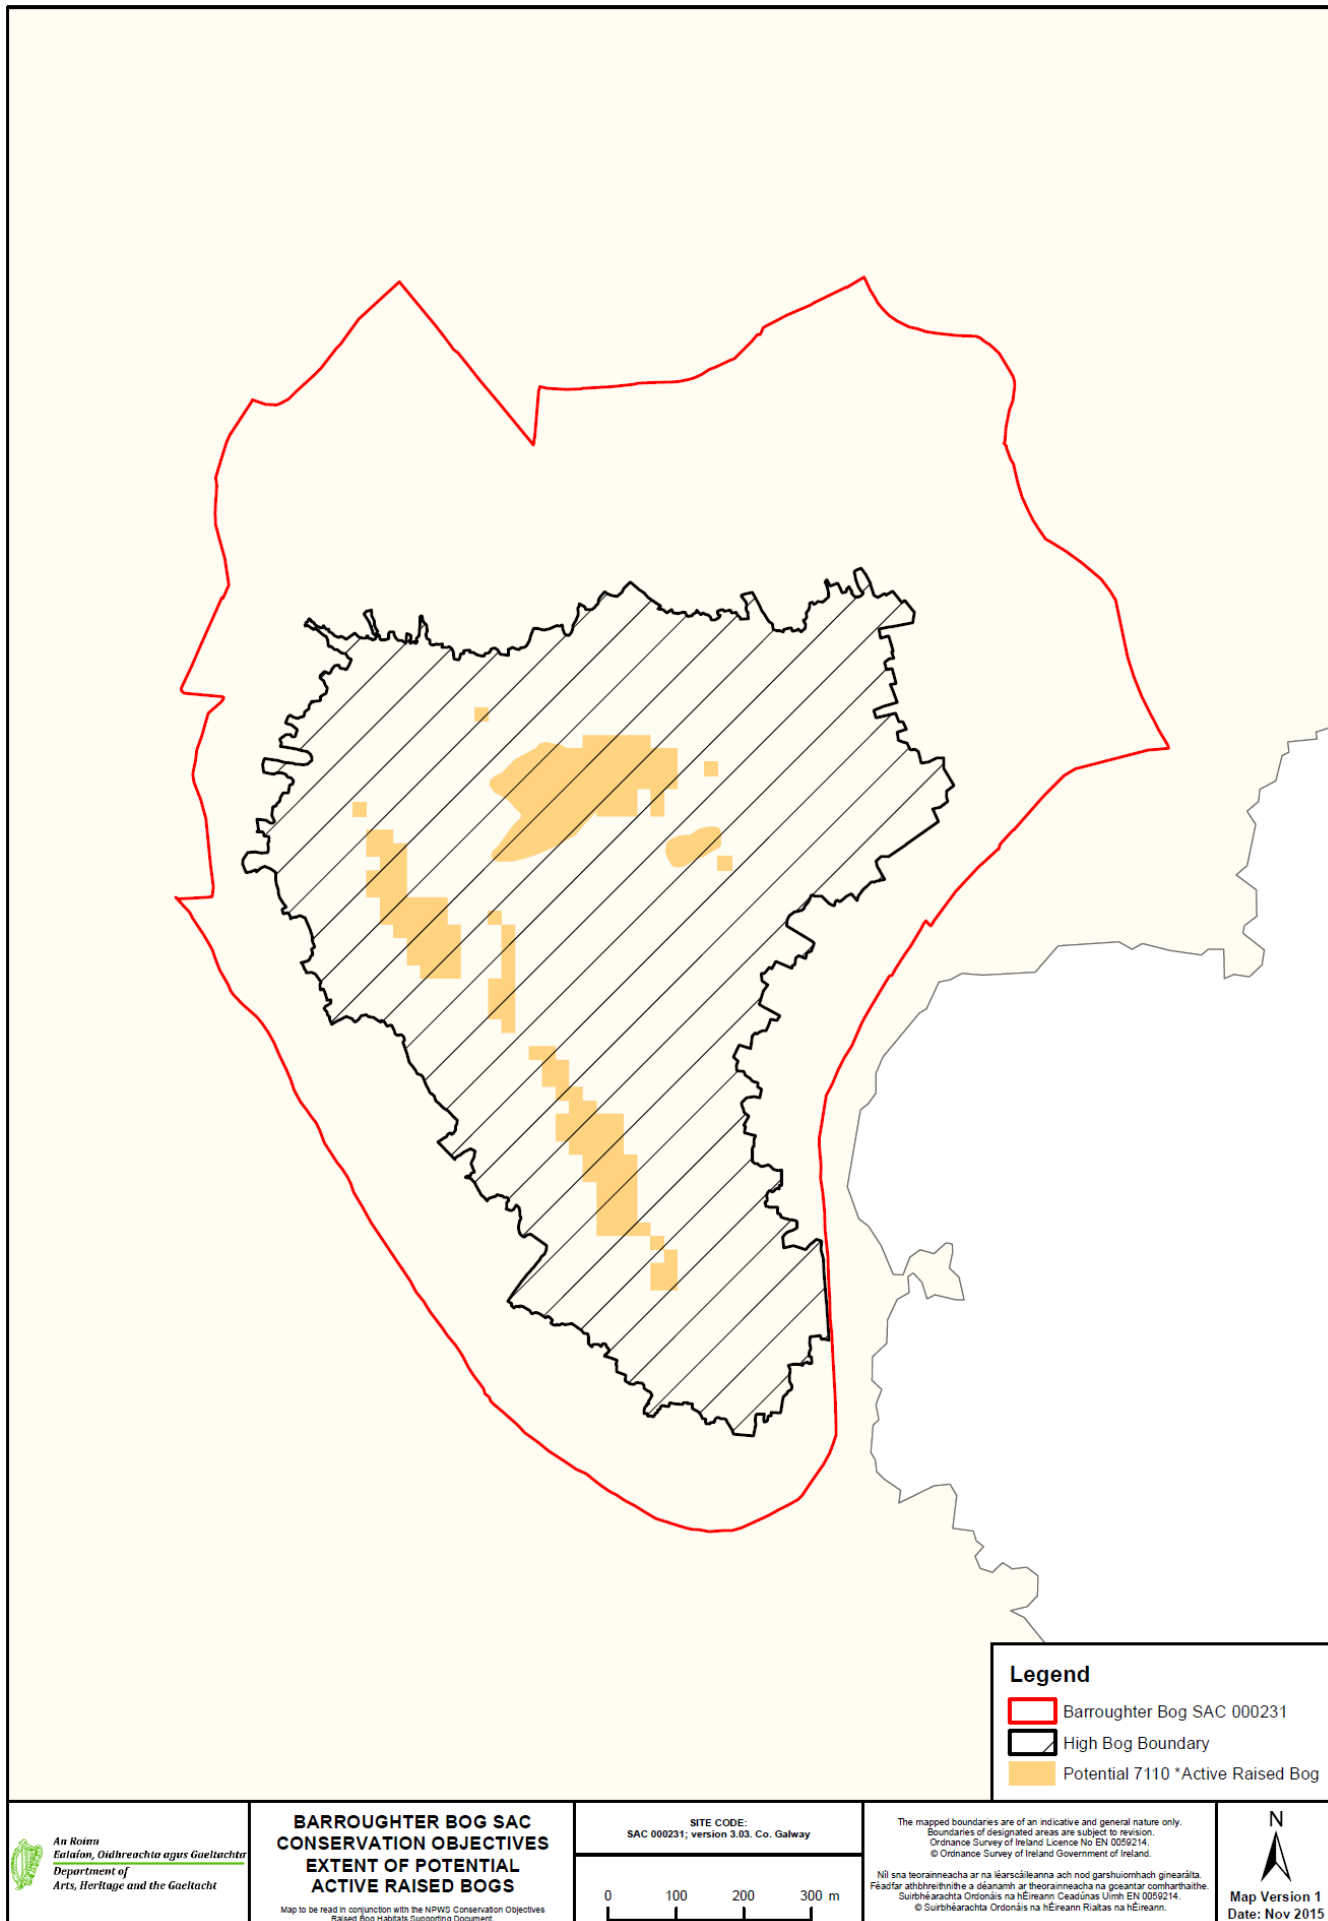 Legend
Barroughter Bog SAC 000231
High Bog Boundary
Potential 7110 *Active Raised Bog
An Roinn
Ealaíon, Oidhreachta agus Gaeltachta
Department of
Arts, Heritage and the Gaeltacht
BARROUGHTER BOG SAC
CONSERVATION OBJECTIVES
EXTENT OF POTENTIAL
ACTIVE RAISED BOGS
Map to be read in conjunction with the NPWS Conservation Objectives
Raised Bog Habitats Supporting Document.
SITE CODE:
SAC 000231; version 3.03. Co. Galway
0 100 200 300 m
The mapped boundaries are of an indicative and general nature only.
Boundaries of designated areas are subject to revision.
Ordnance Survey of Ireland Licence No EN 0059214.
© Ordnance Survey of Ireland Government of Ireland.
Níl sna teorainneacha ar na léarscáileanna ach nod garshuiomhach ginearálta.
Féadfar athbhreithnithe a déanamh ar theorainneacha na gceantar comharthaithe.
Suirbhéarachta Ordonáis na hÉireann Ceadúnas Uimh EN 0059214.
© Suirbhéarachta Ordonáis na hÉireann Rialtas na hÉireann.
N
Map Version 1
Date: Nov 2015